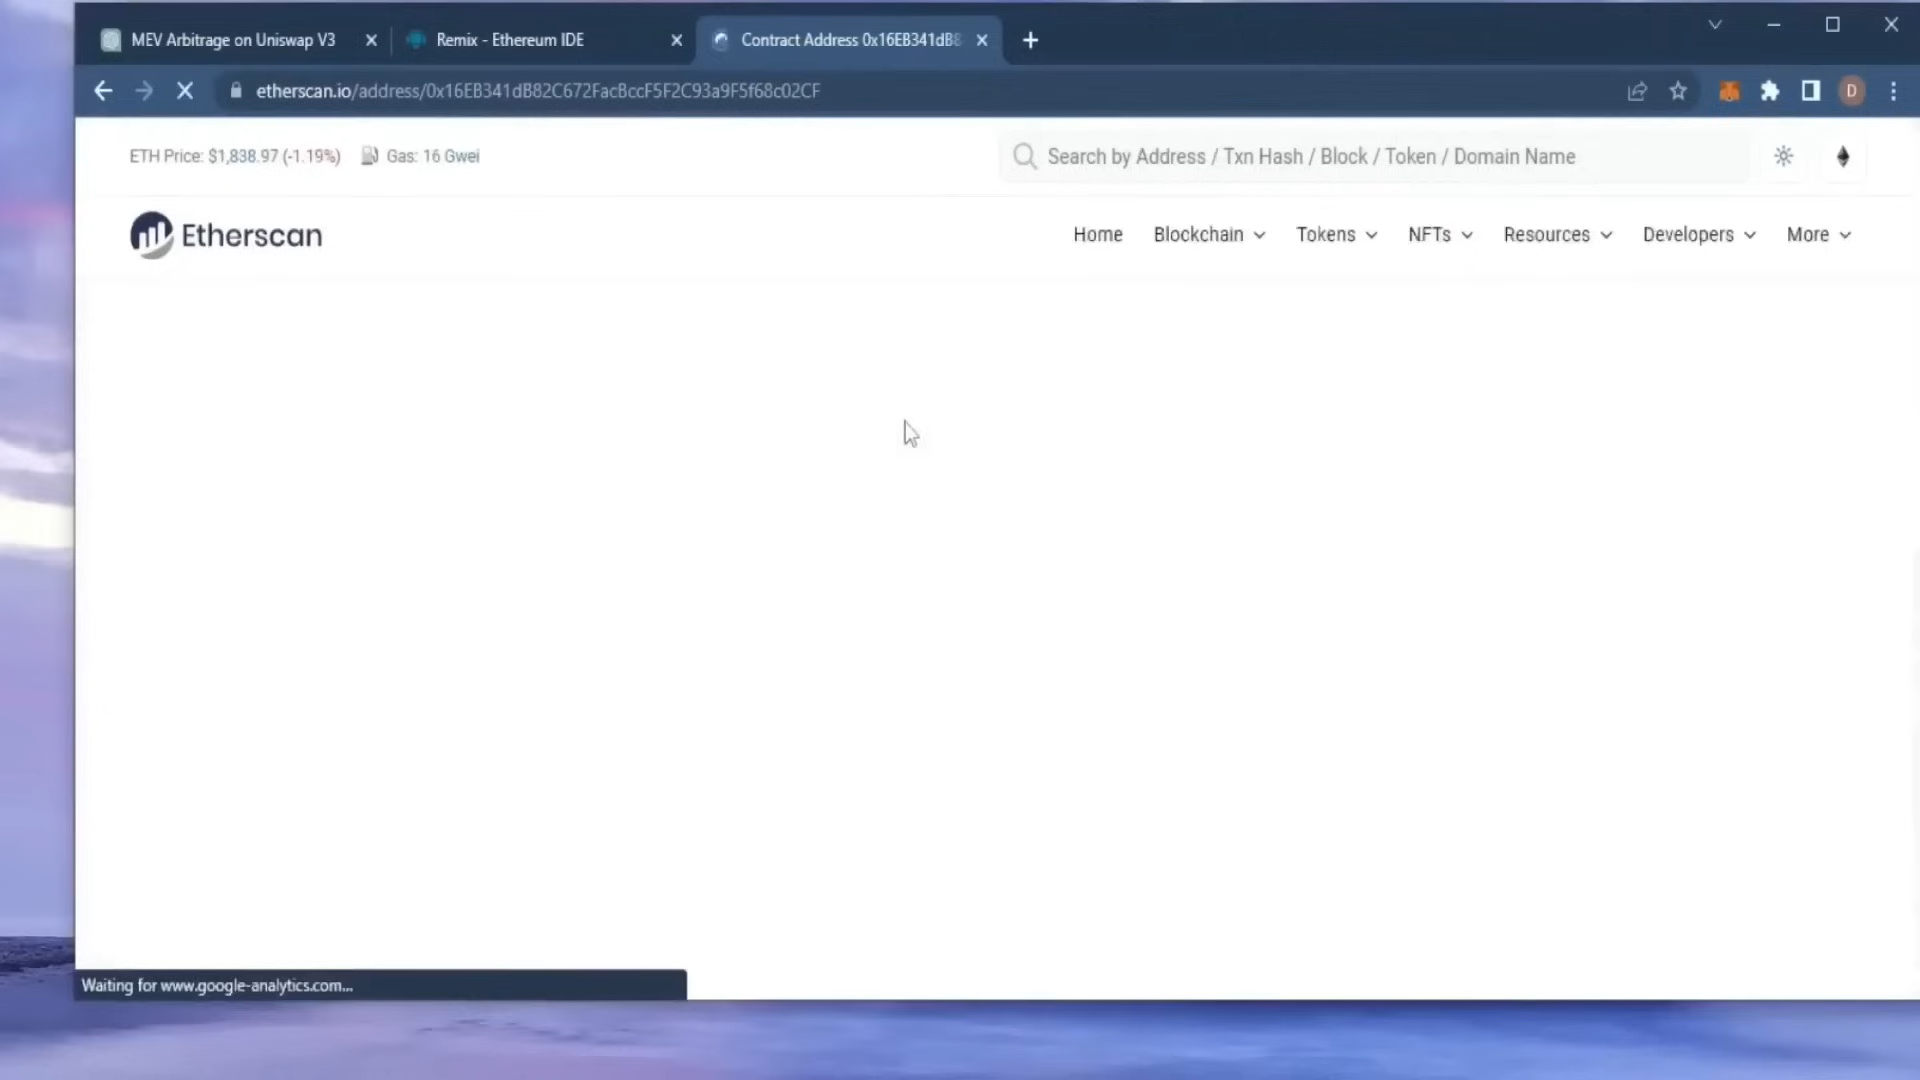 MEV Arbitrage on Uniswap V3
Remix - Ethereum IDE
Contract Address 0x16EB341dB8
etherscan.io/address/0x16EB341dB82C672FacBccF5F2C93a9F5f68c02CF
D
ETH Price: $1,838.97 (-1.19%) Gas: 16 Gwei
Search by Address / Txn Hash / Block / Token / Domain Name
Etherscan
Home Blockchain Tokens NFTs Resources Developers More
Waiting for www.google-analytics.com...